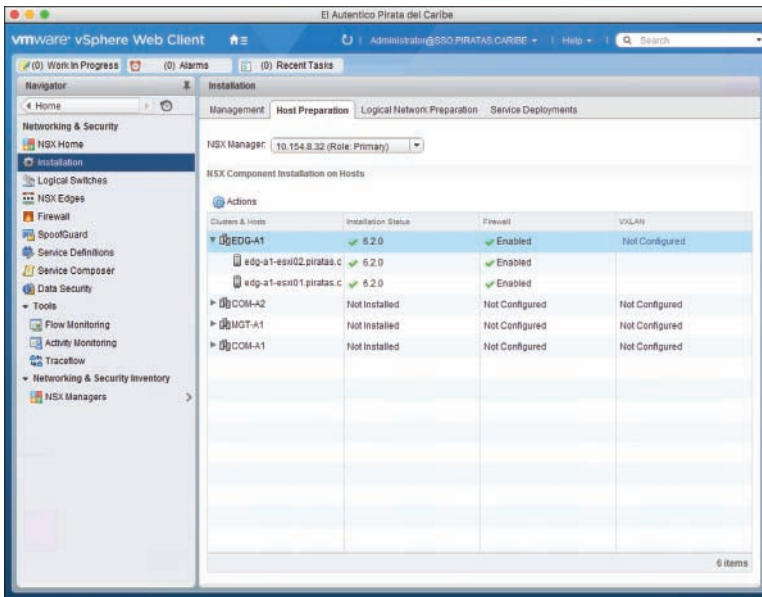 El Autentico Pirata del Caribe
vmware® vSphere Web Client
Administrator@SSO.PIRATAS.CARIBE
Help
Search
(0) Work In Progress
(0) Alarms
(0) Recent Tasks
Navigator
Home
Networking & Security
NSX Home
Installation
Logical Switches
NSX Edges
Firewall
SpoofGuard
Service Definitions
Service Composer
Data Security
Tools
Flow Monitoring
Activity Monitoring
Traceflow
Networking & Security Inventory
NSX Managers
Installation
Management Host Preparation Logical Network Preparation Service Deployments
NSX Manager: 10.154.8.32 (Role: Primary)
NSX Component Installation on Hosts
Actions
Clusters & Hosts Installation Status Firewall VXLAN
EDG-A1 6.2.0 Enabled Not Configured
edg-a1-esxi02.piratas.c 6.2.0 Enabled
edg-a1-esxi01.piratas.c 6.2.0 Enabled
COM-A2 Not Installed Not Configured Not Configured
MGT-A1 Not Installed Not Configured Not Configured
COM-A1 Not Installed Not Configured Not Configured
6 items